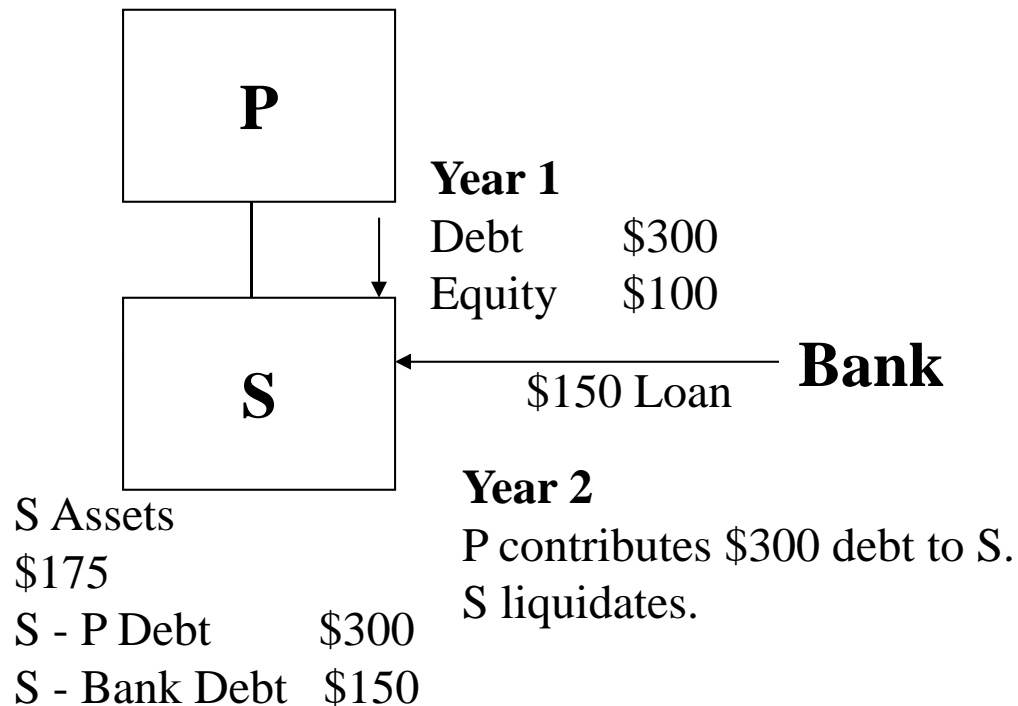 P
Year 1
Debt $300
Equity $100
Bank
$150 Loan
S
Year 2
P contributes $300 debt to S.
S liquidates.
S Assets
$175
S - P Debt $300
S - Bank Debt $150